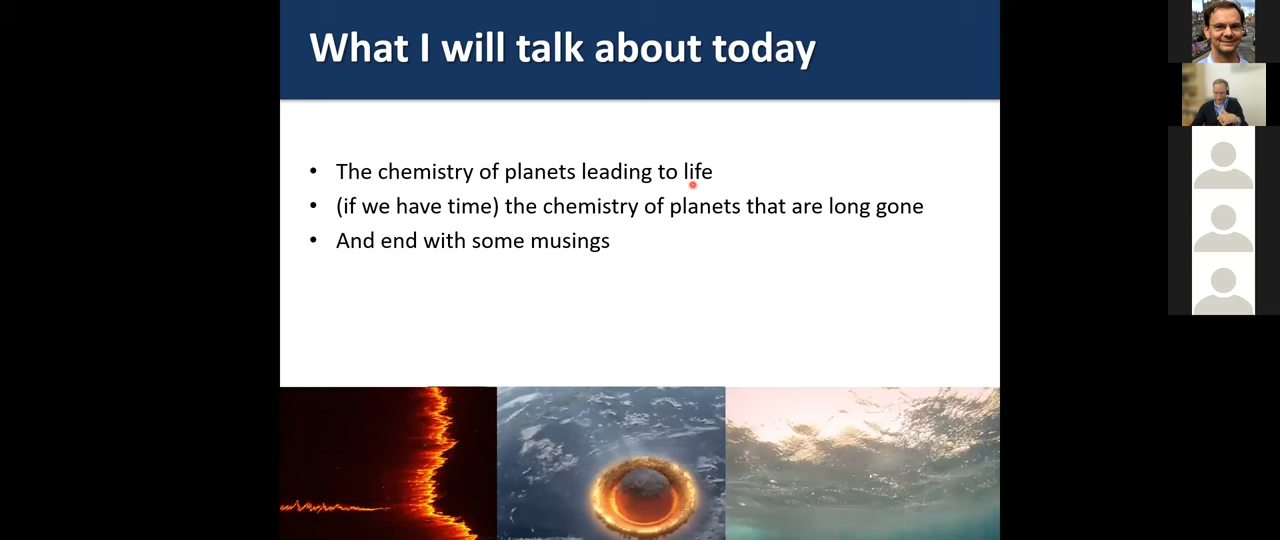 What I will talk about today
• The chemistry of planets leading to life
• (if we have time) the chemistry of planets that are long gone
• And end with some musings